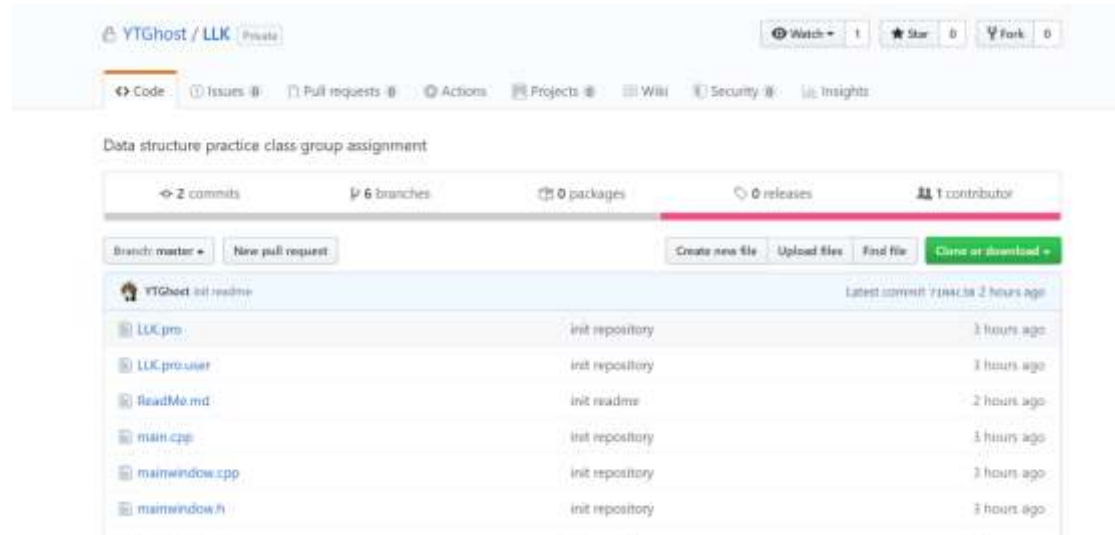 YTGhost / LLK Private
Watch 1 Star 0 Fork 0
Code Issues 0 Pull requests 0 Actions Projects 0 Wiki Security 0 Insights
Data structure practice class group assignment
2 commits 6 branches 0 packages 0 releases 1 contributor
Branch: master New pull request Create new file Upload files Find file Clone or download
YTGhost init readme Latest commit 2 hours ago
LLK.pro init repository 3 hours ago
LLK.pro.user init repository 3 hours ago
ReadMe.md init readme 2 hours ago
main.cpp init repository 3 hours ago
mainwindow.cpp init repository 3 hours ago
mainwindow.h init repository 3 hours ago